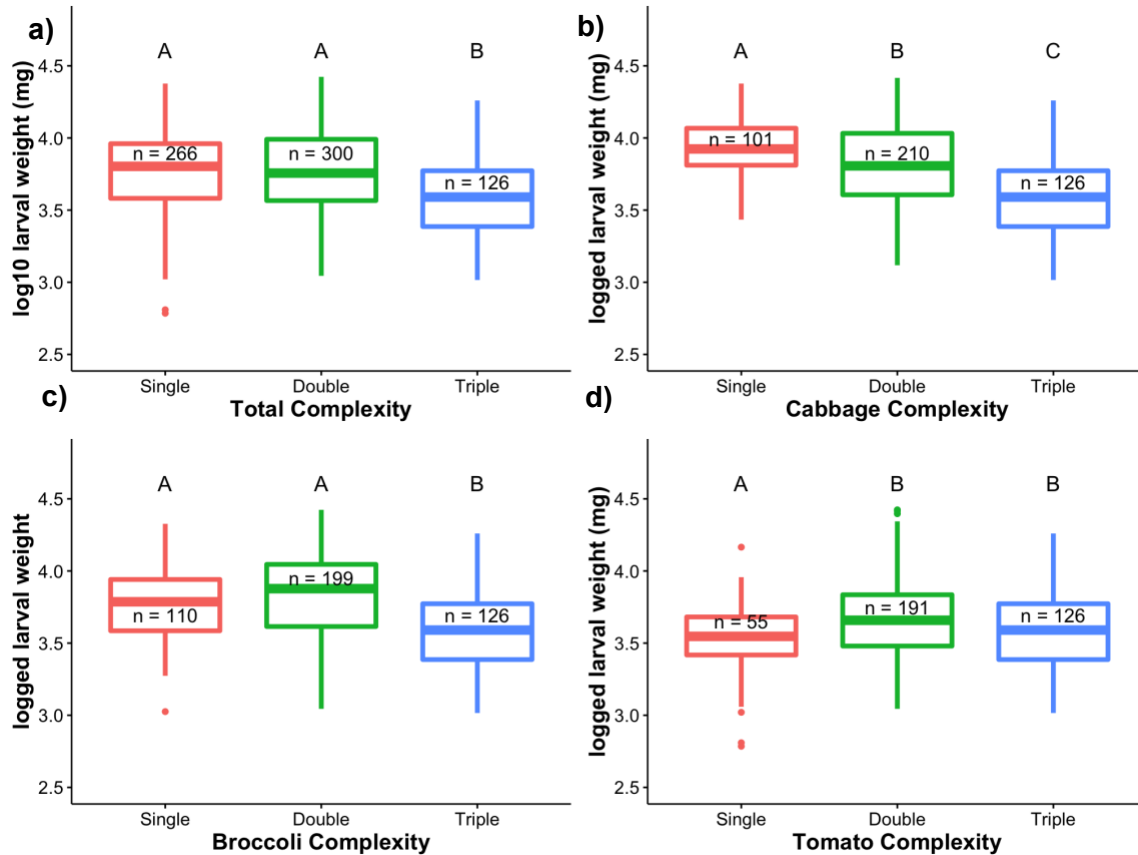 a)
A A B
log10 larval weight (mg)
4.5
4.0
3.5
3.0
2.5
n = 266
n = 300
n = 126
Single Double Triple
Total Complexity
b)
A B C
logged larval weight (mg)
4.5
4.0
3.5
3.0
2.5
n = 101
n = 210
n = 126
Single Double Triple
Cabbage Complexity
c)
A A B
logged larval weight
4.5
4.0
3.5
3.0
2.5
n = 110
n = 199
n = 126
Single Double Triple
Broccoli Complexity
d)
A B B
logged larval weight (mg)
4.5
4.0
3.5
3.0
2.5
n = 55
n = 191
n = 126
Single Double Triple
Tomato Complexity